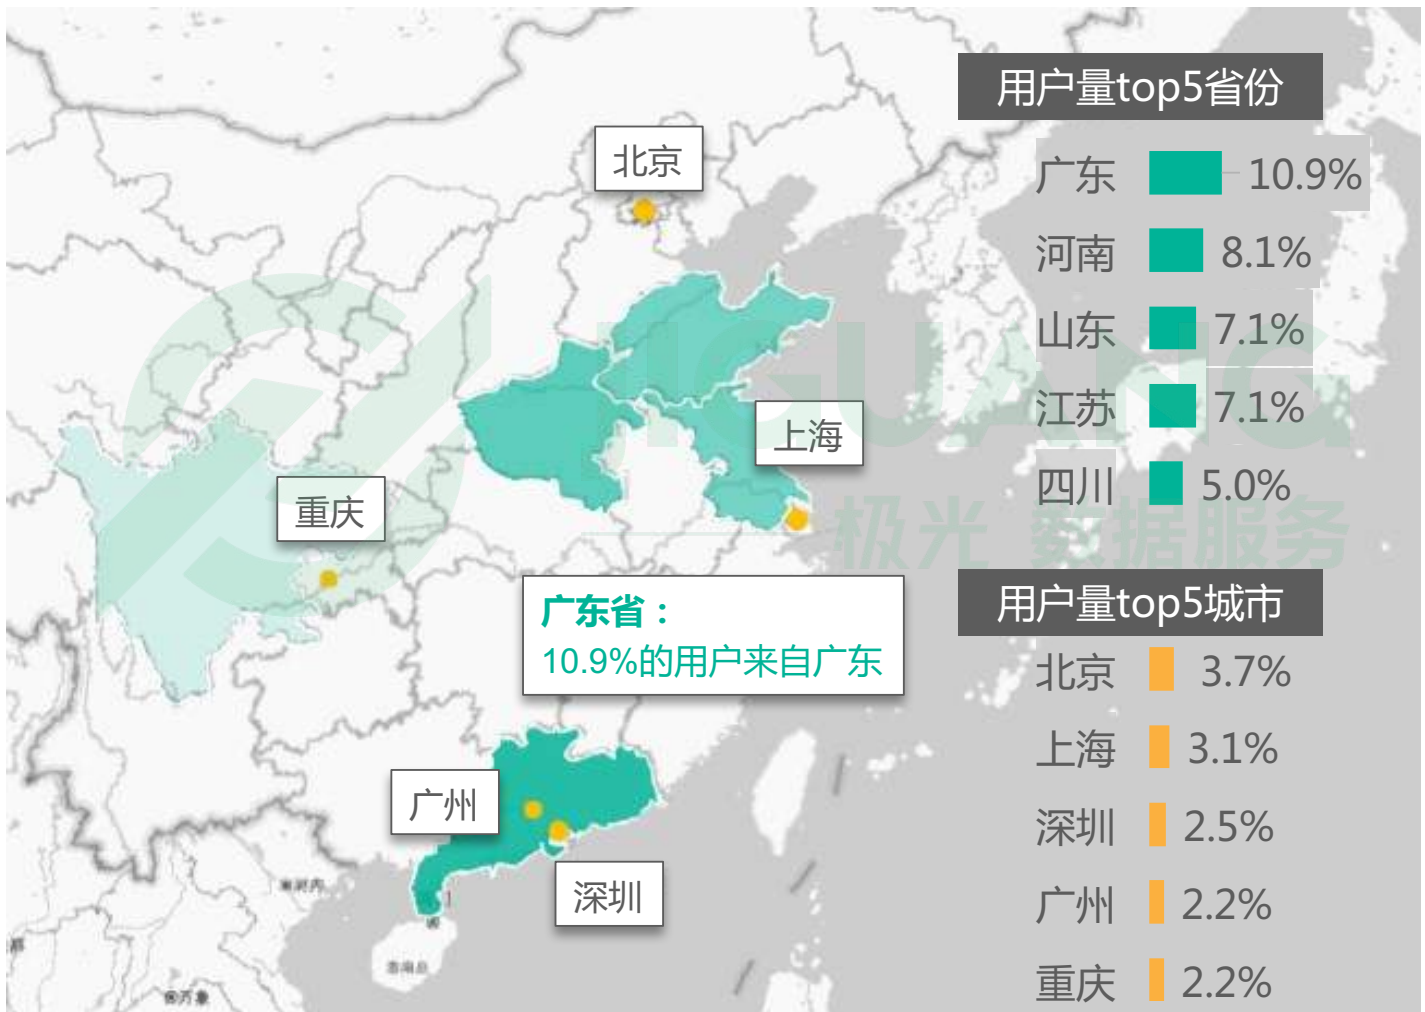 用户量top5省份
广东 10.9%
河南 8.1%
山东 7.1%
江苏 7.1%
四川 5.0%
用户量top5城市
北京 3.7%
上海 3.1%
深圳 2.5%
广州 2.2%
重庆 2.2%
北京
上海
重庆
广东省：
10.9%的用户来自广东
广州
深圳
JIGUANG
极光 数据服务
万象